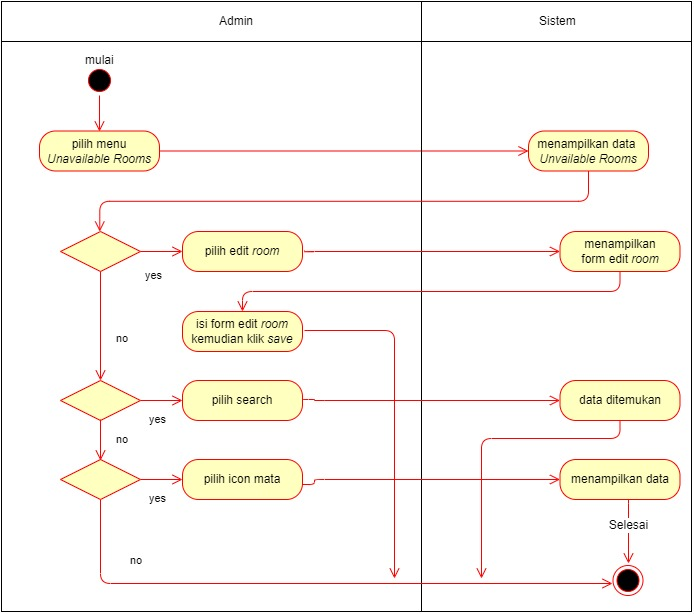 Admin
Sistem
mulai
pilih menu
Unavailable Rooms
menampilkan data
Unvailable Rooms
pilih edit room
menampilkan
form edit room
yes
isi form edit room
kemudian klik save
no
pilih search
data ditemukan
yes
no
pilih icon mata
menampilkan data
yes
Selesai
no